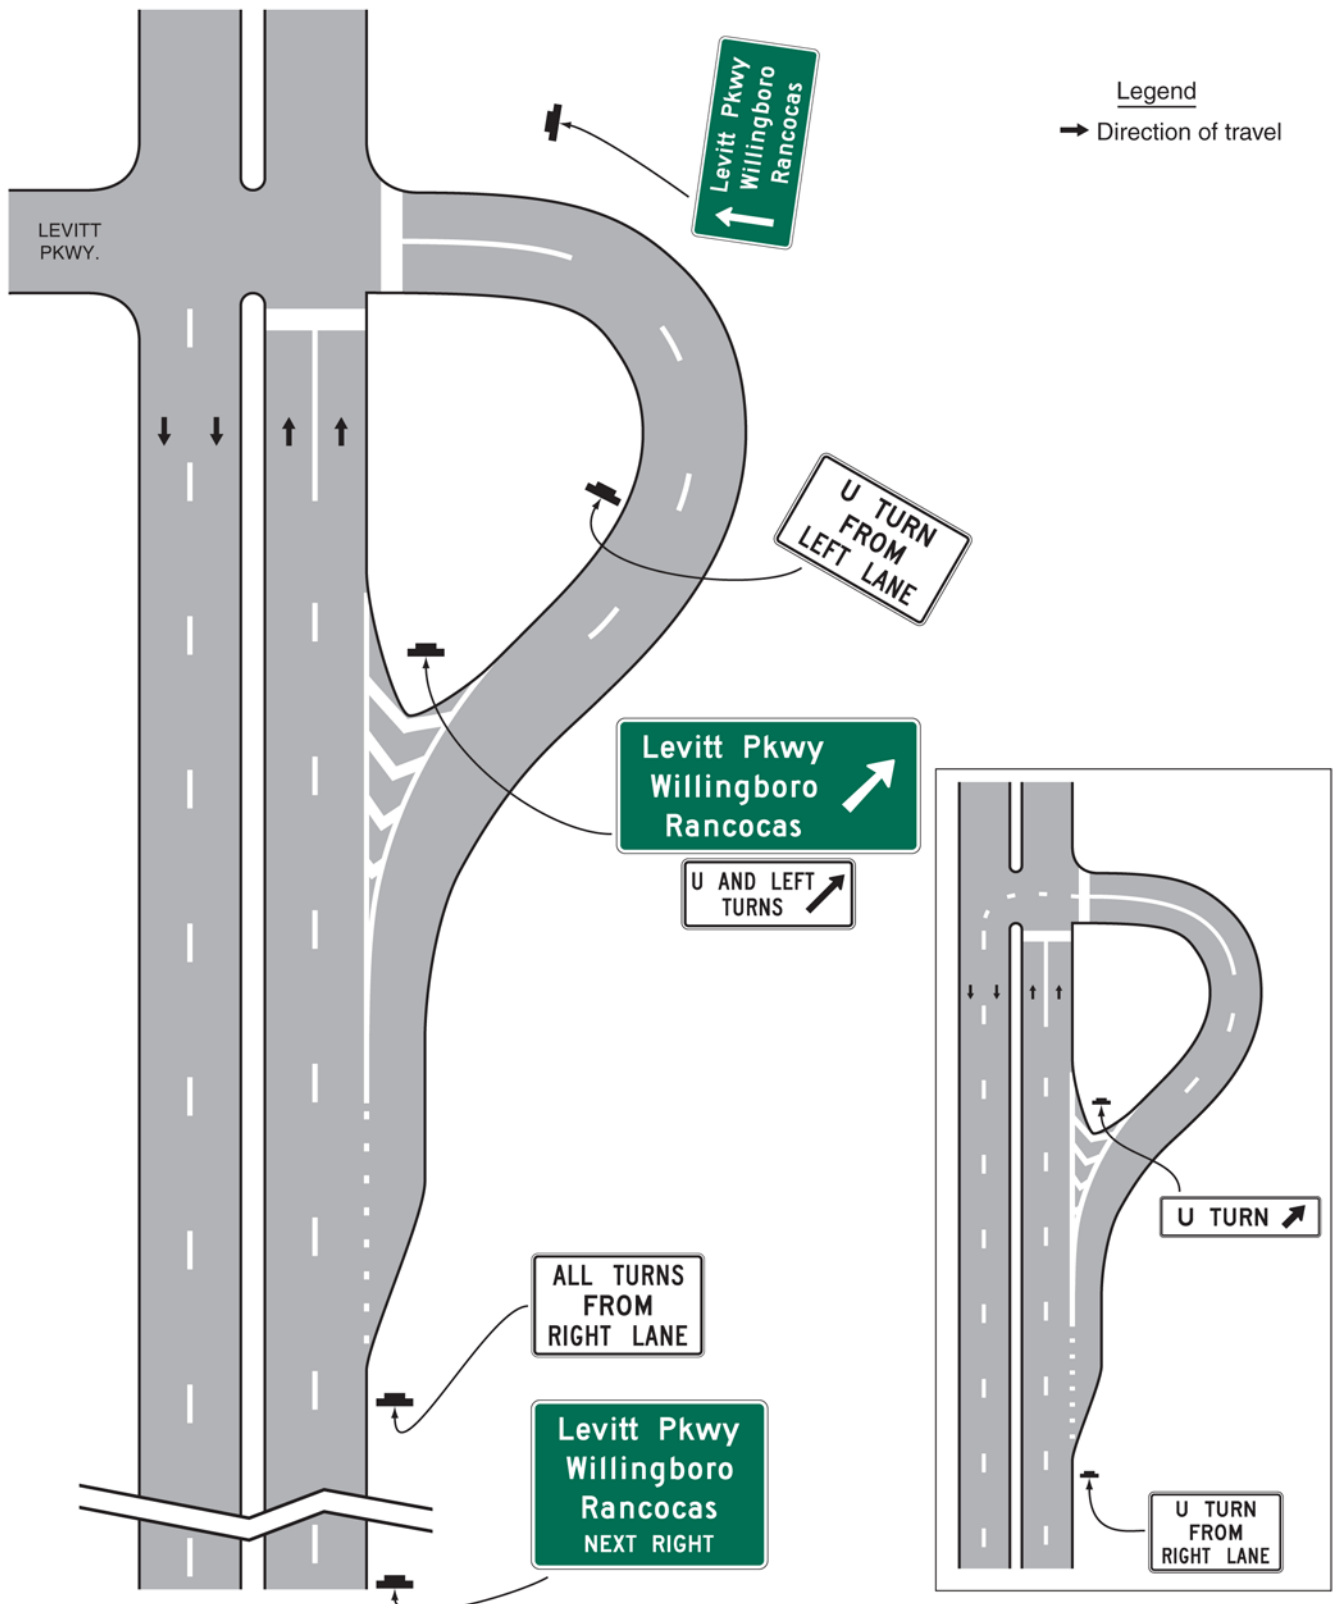 Levitt Pkwy
Willingboro
Rancocas
Legend
Direction of travel
LEVITT
PKWY.
U TURN
FROM
LEFT LANE
Levitt Pkwy
Willingboro
Rancocas
U AND LEFT
TURNS
U TURN
ALL TURNS
FROM
RIGHT LANE
Levitt Pkwy
Willingboro
Rancocas
NEXT RIGHT
U TURN
FROM
RIGHT LANE